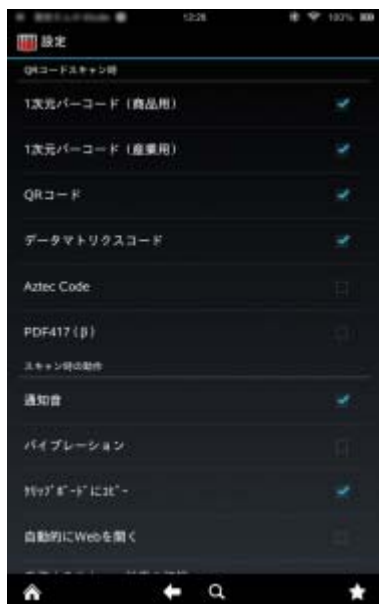 12:26
100%
設定
QRコードスキャン時
1次元バーコード (商品用)
1次元バーコード (産業用)
QRコード
データマトリクスコード
Aztec Code
PDF417 (β)
スキャン時の動作
通知音
バイブレーション
ｸﾘｯﾌﾟﾎﾞｰﾄﾞにｺﾋﾟｰ
自動的にWebを開く